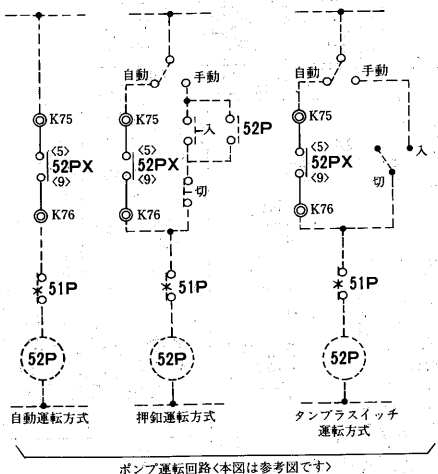 自動 手動 自動 手動
K75 K75 入 52P K75
<5> <5> <5>
52PX 52PX 52PX 入
<9> <9> 切 <9> 切
K76 K76 K76
51P 51P 51P
52P 52P 52P
自動運転方式 押釦運転方式 タンブラスイッチ
運転方式
ポンプ運転回路<本図は参考図です>